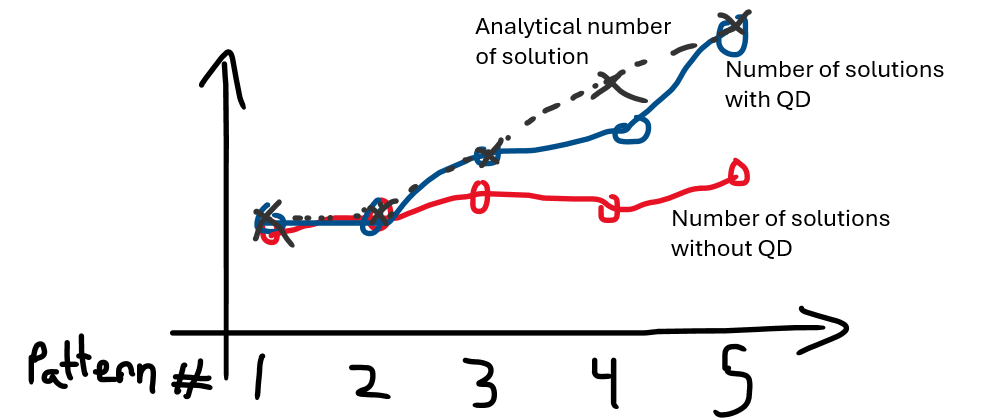 Analytical number
of solution
Number of solutions
with QD
Number of solutions
without QD
Pattern # 1 2 3 4 5